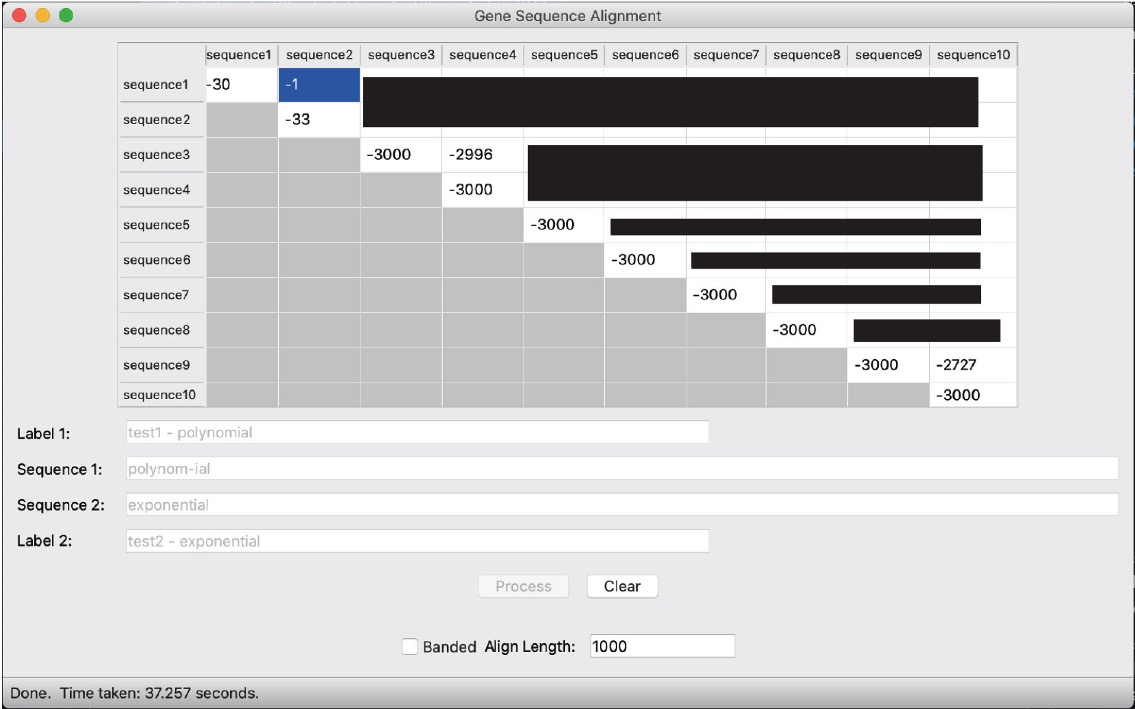 Gene Sequence Alignment
sequence1 sequence2 sequence3 sequence4 sequence5 sequence6 sequence7 sequence8 sequence9 sequence10
sequence1 -30 -1
sequence2 -33
sequence3 -3000 -2996
sequence4 -3000
sequence5 -3000
sequence6 -3000
sequence7 -3000
sequence8 -3000
sequence9 -3000 -2727
sequence10 -3000
Label 1: test1 - polynomial
Sequence 1: polynom-ial
Sequence 2: exponential
Label 2: test2 - exponential
Process Clear
Banded Align Length: 1000
Done. Time taken: 37.257 seconds.